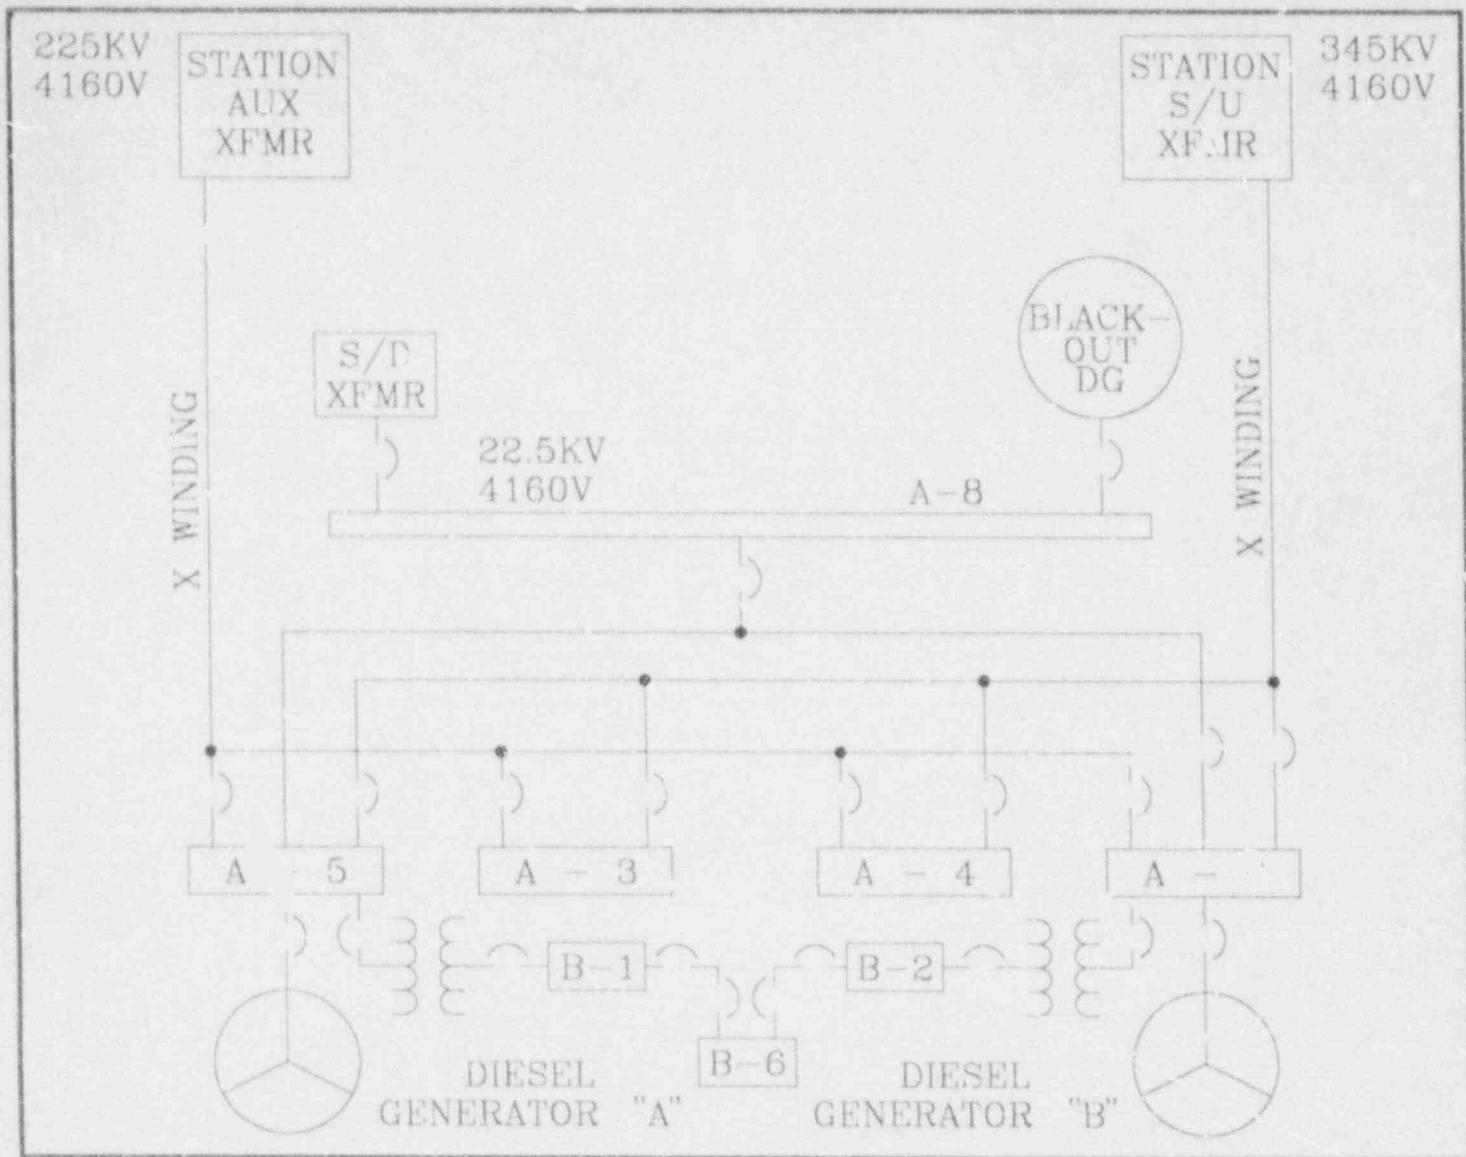 225KV
4160V
STATION
AUX
XFMR
STATION
S/U
345KV
4160V
BLACK-
OUT
DG
S/D
XFMR
X WINDING
X WINDING
22.5KV
4160V
A-8
A - 5
A - 3
A - 4
A -
B-1
B-2
B-6
DIESEL
GENERATOR "A"
DIESEL
GENERATOR "B"